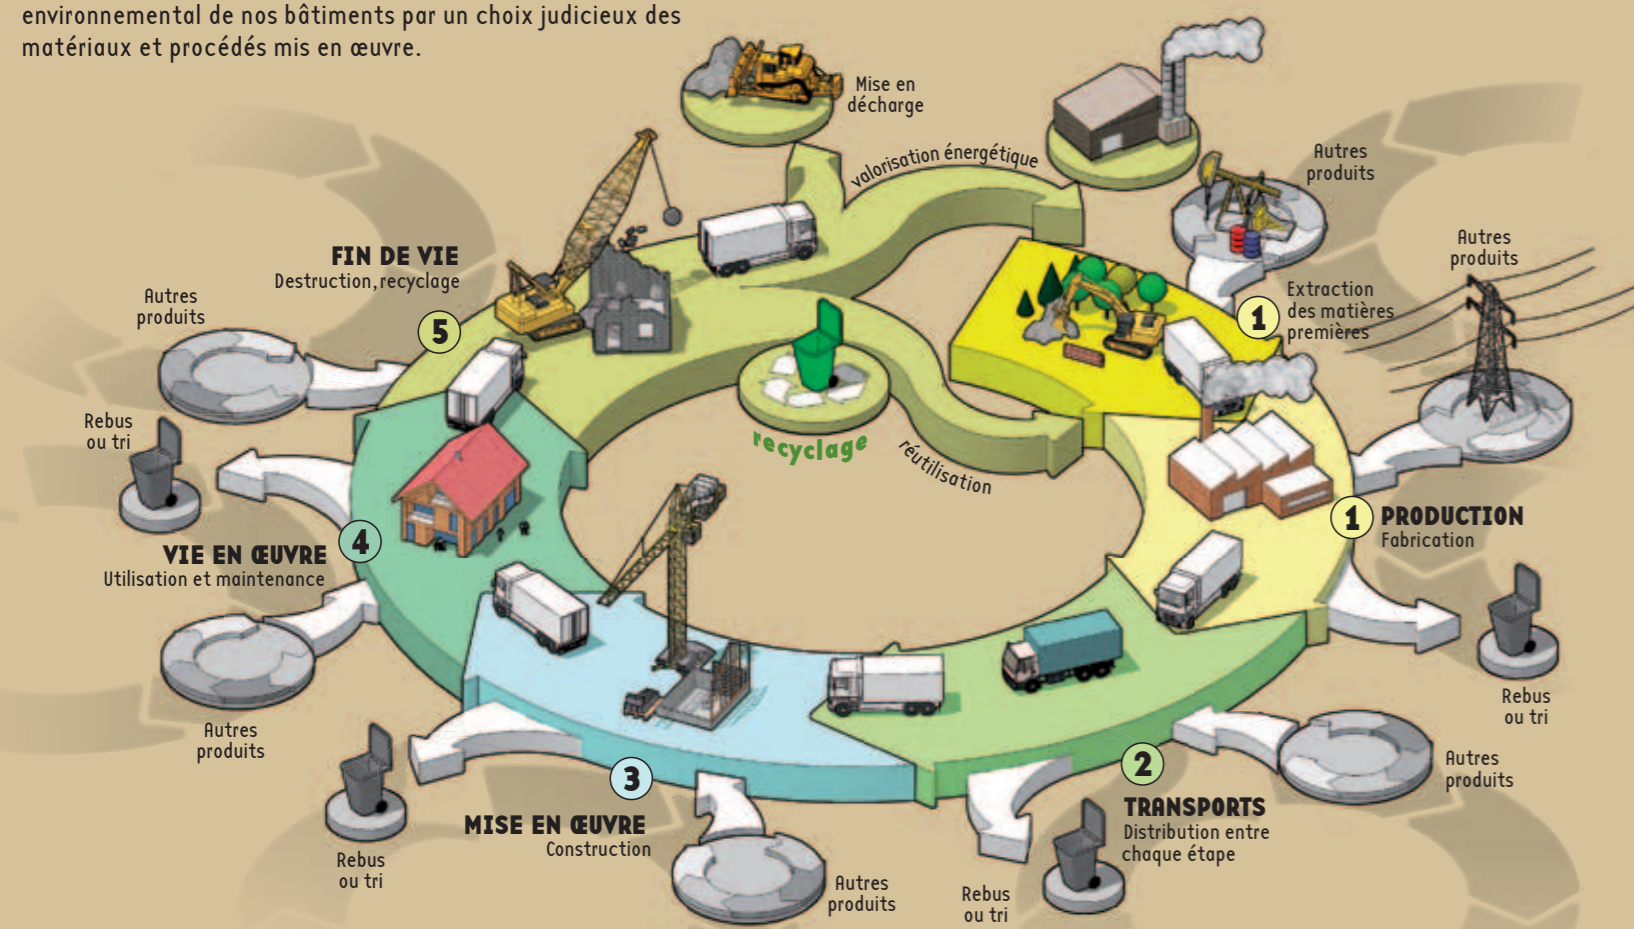 environnemental de nos bâtiments par un choix judicieux des
matériaux et procédés mis en œuvre.
Mise en
décharge
valorisation énergétique
Autres
produits
Autres
produits
FIN DE VIE
Destruction, recyclage
5
Autres
produits
1
Extraction
des matières
premières
recyclage
réutilisation
Rebus
ou tri
1
PRODUCTION
Fabrication
4
VIE EN ŒUVRE
Utilisation et maintenance
Rebus
ou tri
Autres
produits
3
MISE EN ŒUVRE
Construction
2
TRANSPORTS
Distribution entre
chaque étape
Autres
produits
Rebus
ou tri
Autres
produits
Rebus
ou tri